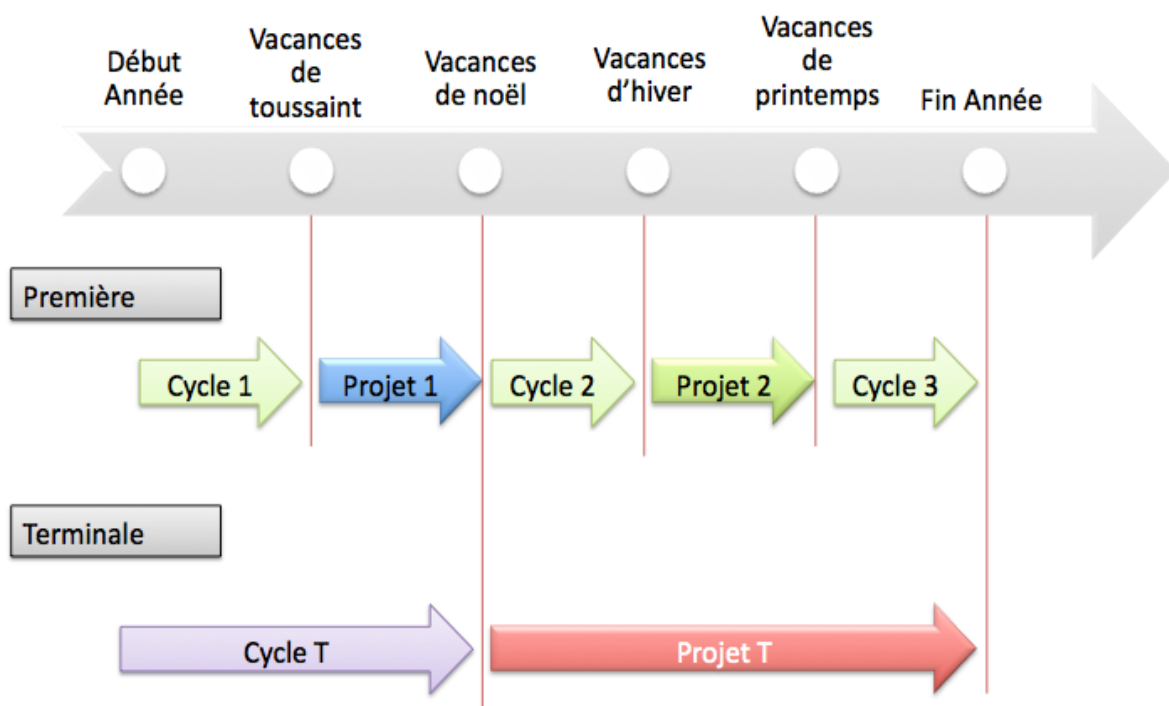 Début
Année
Vacances
de
toussaint
Vacances
de noël
Vacances
d’hiver
Vacances
de
printemps
Fin Année
Première
Cycle 1
Projet 1
Cycle 2
Projet 2
Cycle 3
Terminale
Cycle T
Projet T